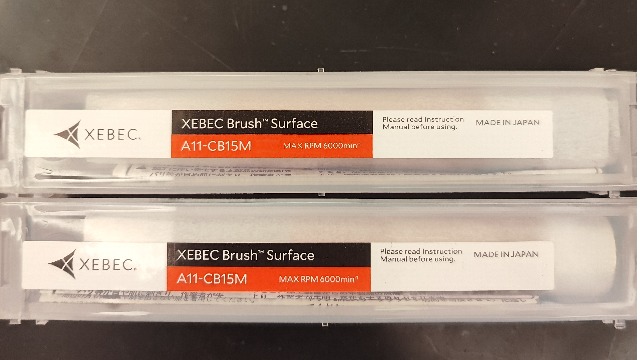 XEBEC®
XEBEC Brush™ Surface
A11-CB15M MAX RPM 6000min⁻¹
Please read Instruction
Manual before using.
MADE IN JAPAN
XEBEC®
XEBEC Brush™ Surface
A11-CB15M MAX RPM 6000min⁻¹
Please read Instruction
Manual before using.
MADE IN JAPAN